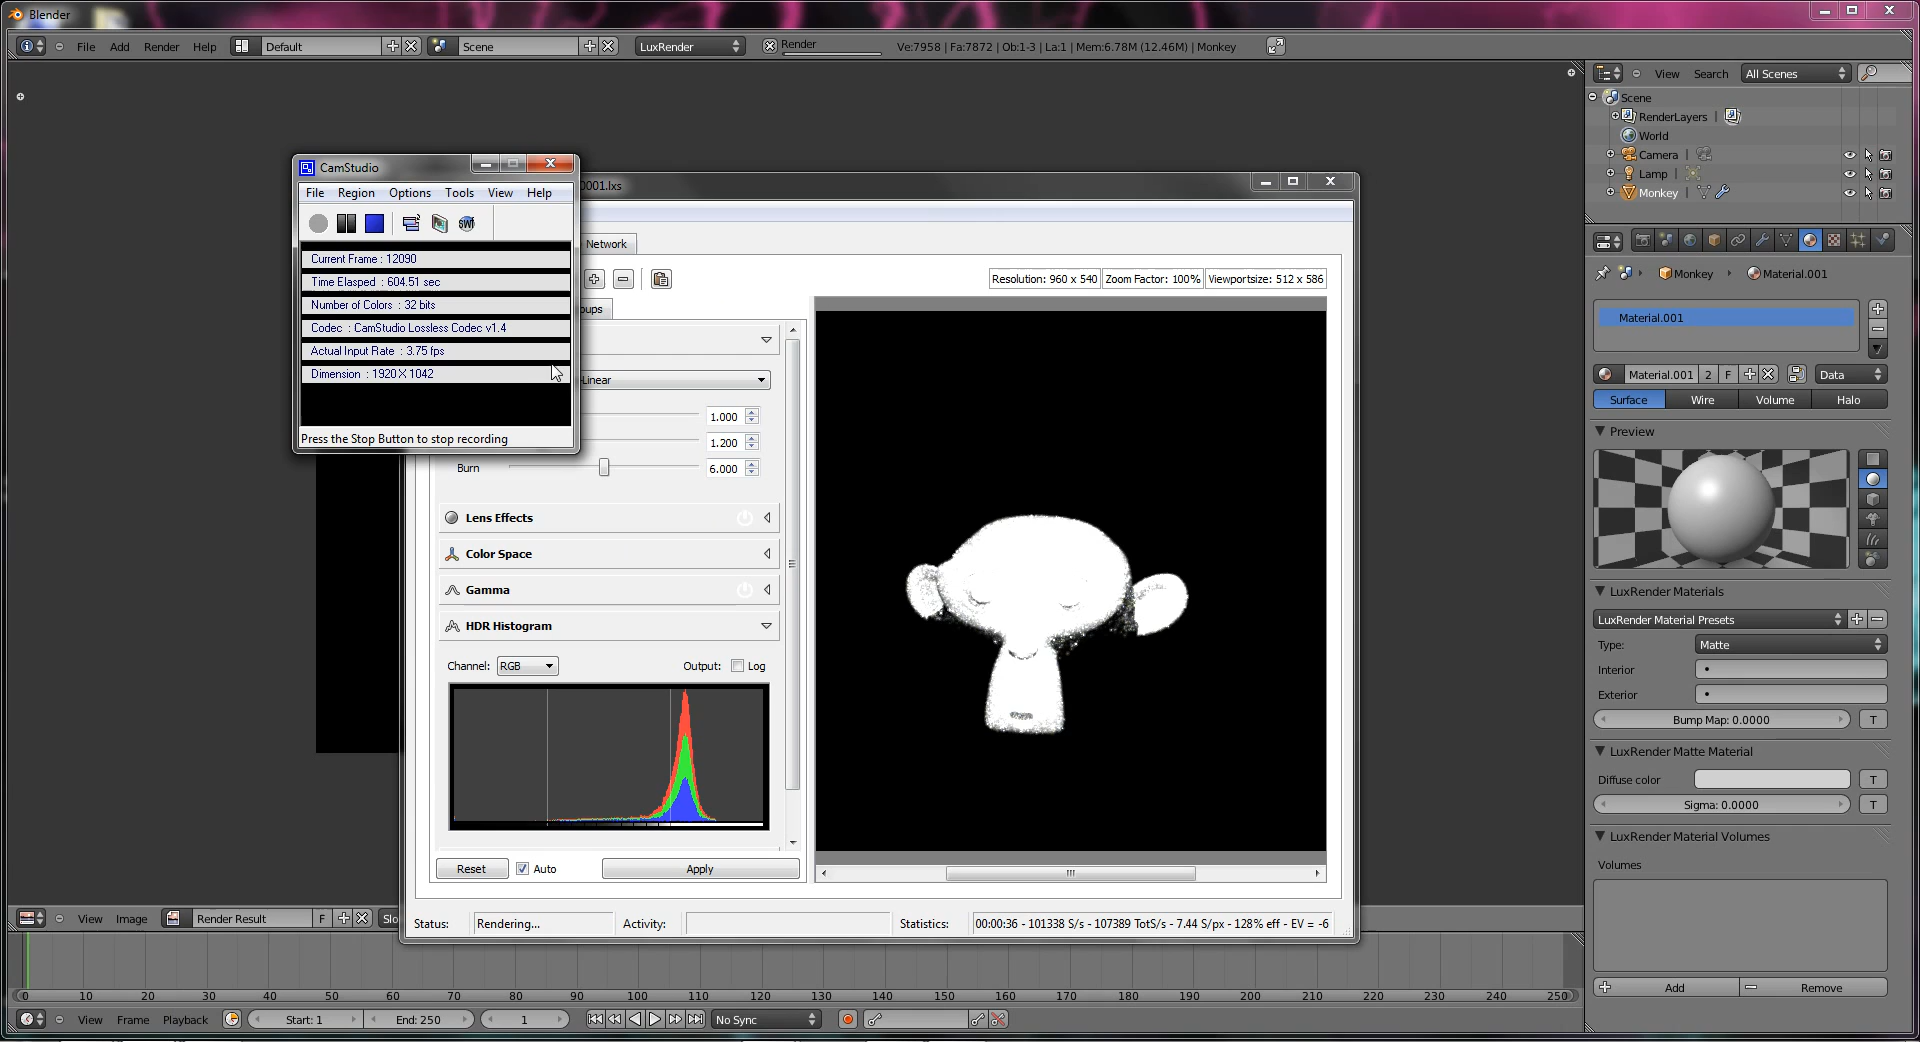 Blender
File Add Render Help Default Scene LuxRender Render Ve:7958 | Fa:7872 | Ob:1-3 | La:1 | Mem:6.78M (12.46M) | Monkey
View Search All Scenes
Scene
RenderLayers |
World
Camera |
Lamp |
Monkey |
CamStudio
File Region Options Tools View Help
Current Frame : 12090
Time Elasped : 604.51 sec
Number of Colors : 32 bits
Codec : CamStudio Lossless Codec v1.4
Actual Input Rate : 3.75 fps
Dimension : 1920 X 1042
Press the Stop Button to stop recording
0001.lxs
Network
Resolution: 960 x 540 Zoom Factor: 100% Viewportsize: 512 x 586
oups
Linear
1.000
1.200
Burn 6.000
Lens Effects
Color Space
Gamma
HDR Histogram
Channel: RGB Output: Log
Reset Auto Apply
Status: Rendering... Activity: Statistics: 00:00:36 - 101338 S/s - 107389 TotS/s - 7.44 S/px - 128% eff - EV = -6
Monkey Material.001
Material.001
Material.001 2 F Data
Surface Wire Volume Halo
Preview
LuxRender Materials
LuxRender Material Presets
Type: Matte
Interior
Exterior
Bump Map: 0.0000 T
LuxRender Matte Material
Diffuse color T
Sigma: 0.0000 T
LuxRender Material Volumes
Volumes
Add Remove
View Image Render Result F Slo
0 10 20 30 40 50 60 70 80 90 100 110 120 130 140 150 160 170 180 190 200 210 220 230 240 250
View Frame Playback Start: 1 End: 250 1 No Sync